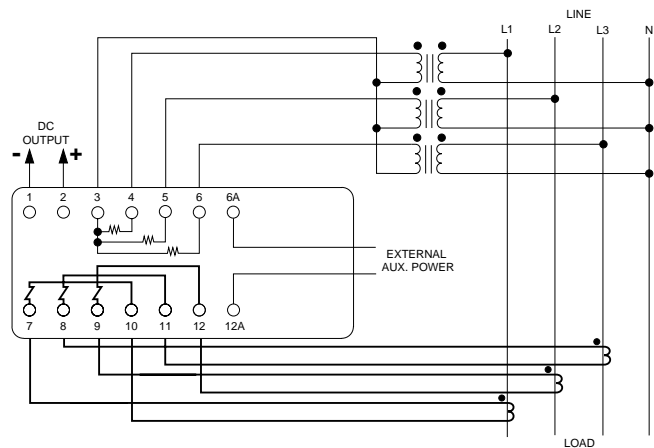 LINE
L1 L2 L3 N
DC
OUTPUT
- +
1 2 3 4 5 6 6A
EXTERNAL
AUX. POWER
7 8 9 10 11 12 12A
LOAD